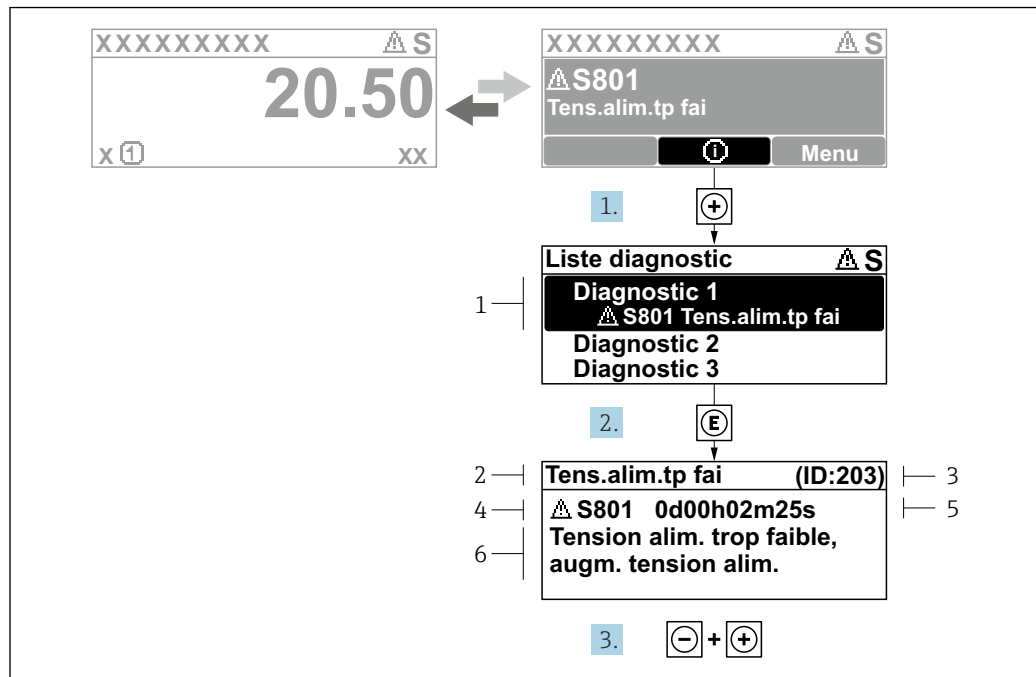 XXXXXXXXX ⚠ S
20.50
X ① XX
XXXXXXXXX ⚠ S
⚠ S801
Tens.alim.tp fai
ⓘ Menu
1. +
Liste diagnostic ⚠ S
1
Diagnostic 1
⚠ S801 Tens.alim.tp fai
Diagnostic 2
Diagnostic 3
2. E
2 Tens.alim.tp fai (ID:203) 3
4 ⚠ S801 0d00h02m25s 5
6 Tension alim. trop faible,
augm. tension alim.
3. − + +